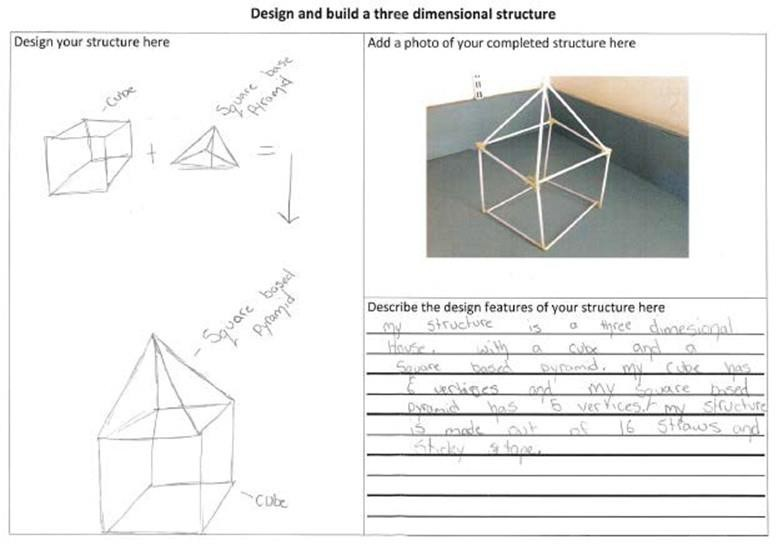 Design and build a three dimensional structure
Design your structure here
- Cube
Square base
Pyramid
+
=
- Square based
Pyramid
- Cube
Add a photo of your completed structure here
Describe the design features of your structure here
my structure is a three dimesional
House. with a cube and a
Square based pyramid. my cube has
vertises and my square based
pyramid has 5 vertices. my structure
is made out of 16 straws and
Sticky tape.